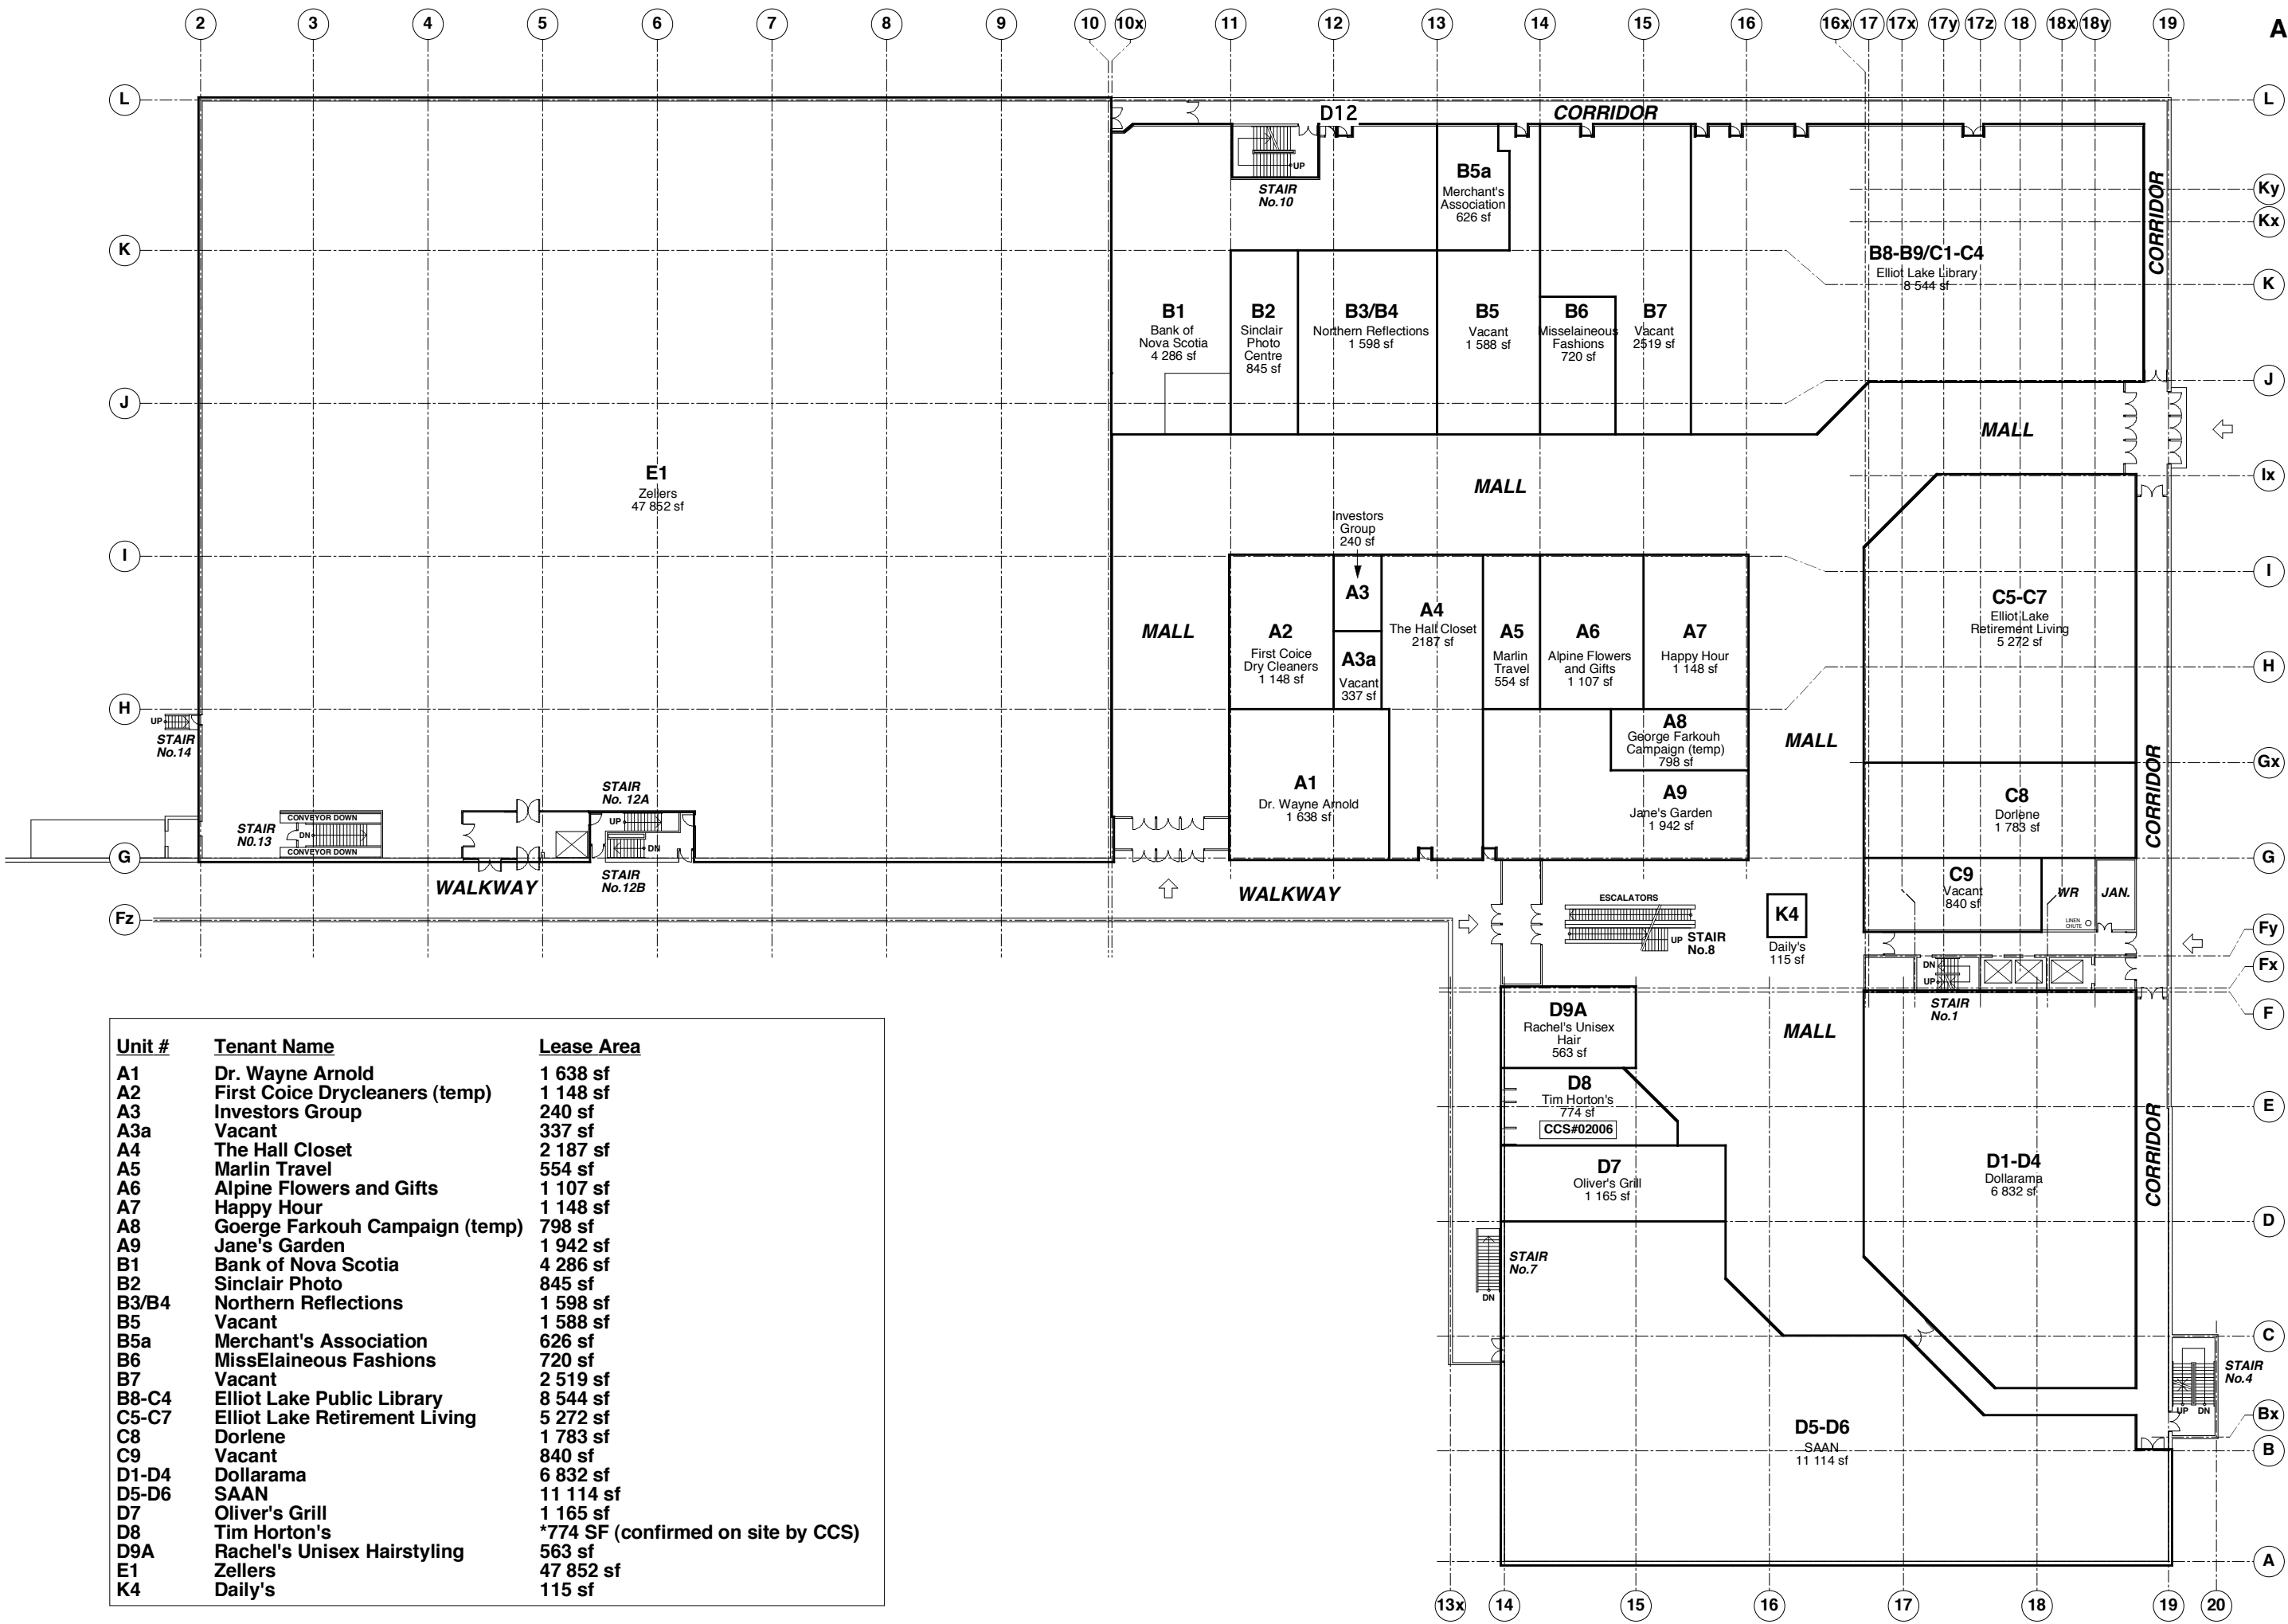 2 3 4 5 6 7 8 9 10 10x 11 12 13 14 15 16 16x 17 17x 17y 17z 18 18x 18y 19 A
L D12 CORRIDOR L
UP
STAIR
No.10
B5a
Merchant's
Association
626 sf
CORRIDOR
Ky
Kx
K K
B8-B9/C1-C4
Elliot Lake Library
8 544 sf
B1
Bank of
Nova Scotia
4 286 sf
B2
Sinclair
Photo
Centre
845 sf
B3/B4
Northern Reflections
1 598 sf
B5
Vacant
1 588 sf
B6
Misselaineous
Fashions
720 sf
B7
Vacant
2519 sf
J J
MALL
E1
Zellers
47 852 sf
MALL
Ix
Investors
Group
240 sf
I I
A3
MALL
A2
First Coice
Dry Cleaners
1 148 sf
A3a
Vacant
337 sf
A4
The Hall Closet
2187 sf
A5
Marlin
Travel
554 sf
A6
Alpine Flowers
and Gifts
1 107 sf
A7
Happy Hour
1 148 sf
C5-C7
Elliot Lake
Retirement Living
5 272 sf
H H
UP
STAIR
No.14
A8
George Farkouh
Campaign (temp)
798 sf
MALL
CORRIDOR
Gx
A1
Dr. Wayne Arnold
1 638 sf
A9
Jane's Garden
1 942 sf
C8
Dorlene
1 783 sf
STAIR
No. 12A
UP
DN
STAIR
No.12B
STAIR
N0.13
CONVEYOR DOWN
DN
CONVEYOR DOWN
G G
WALKWAY
WALKWAY
C9
Vacant
840 sf
WR
JAN.
LINEN
CHUTE
ESCALATORS
UP
STAIR
No.8
K4
Daily's
115 sf
Fz
Fy
Fx
F
DN
UP
STAIR
No.1
D9A
Rachel's Unisex
Hair
563 sf
MALL
D8
Tim Horton's
774 sf
CCS#02006
E
D7
Oliver's Grill
1 165 sf
D1-D4
Dollarama
6 832 sf
CORRIDOR
D
STAIR
No.7
DN
C
STAIR
No.4
UP DN
Bx
B
D5-D6
SAAN
11 114 sf
A
13x 14 15 16 17 18 19 20
Unit # Tenant Name Lease Area
A1 Dr. Wayne Arnold 1 638 sf
A2 First Coice Drycleaners (temp) 1 148 sf
A3 Investors Group 240 sf
A3a Vacant 337 sf
A4 The Hall Closet 2 187 sf
A5 Marlin Travel 554 sf
A6 Alpine Flowers and Gifts 1 107 sf
A7 Happy Hour 1 148 sf
A8 Goerge Farkouh Campaign (temp) 798 sf
A9 Jane's Garden 1 942 sf
B1 Bank of Nova Scotia 4 286 sf
B2 Sinclair Photo 845 sf
B3/B4 Northern Reflections 1 598 sf
B5 Vacant 1 588 sf
B5a Merchant's Association 626 sf
B6 MissElaineous Fashions 720 sf
B7 Vacant 2 519 sf
B8-C4 Elliot Lake Public Library 8 544 sf
C5-C7 Elliot Lake Retirement Living 5 272 sf
C8 Dorlene 1 783 sf
C9 Vacant 840 sf
D1-D4 Dollarama 6 832 sf
D5-D6 SAAN 11 114 sf
D7 Oliver's Grill 1 165 sf
D8 Tim Horton's *774 SF (confirmed on site by CCS)
D9A Rachel's Unisex Hairstyling 563 sf
E1 Zellers 47 852 sf
K4 Daily's 115 sf